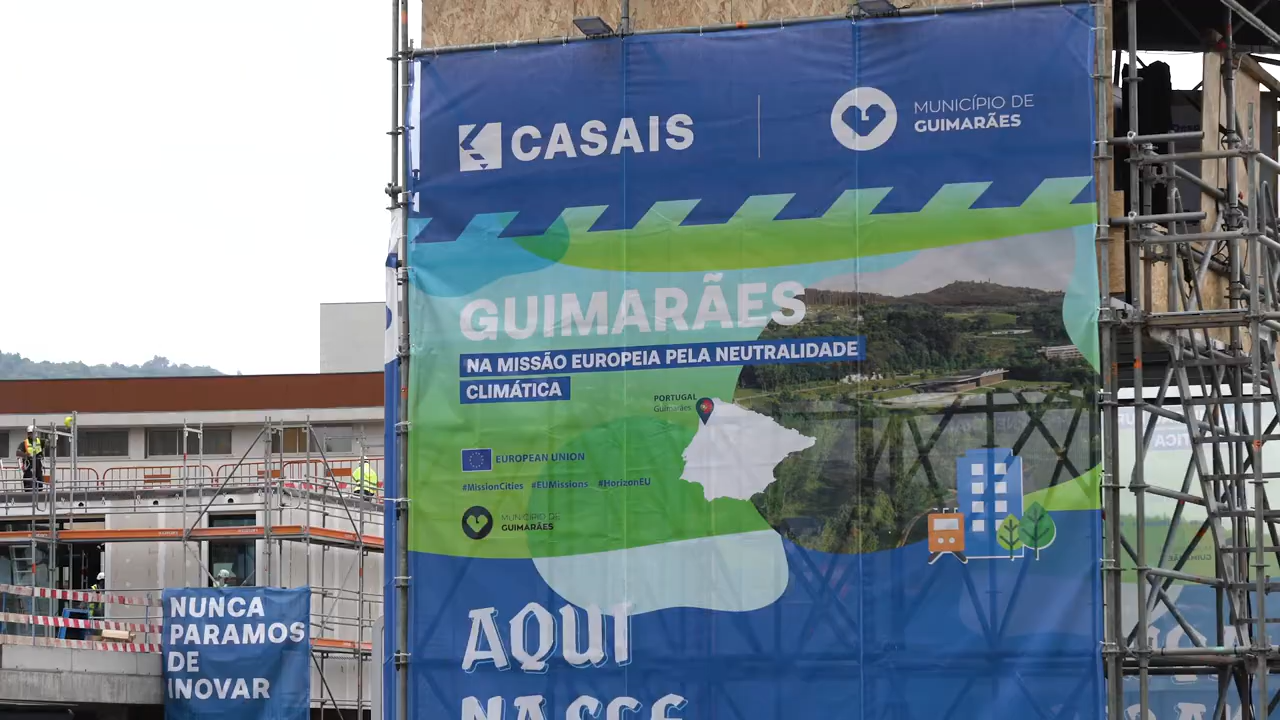 CASAIS
MUNICÍPIO DE
GUIMARÃES
GUIMARÃES
NA MISSÃO EUROPEIA PELA NEUTRALIDADE
CLIMÁTICA
PORTUGAL
Guimarães
EUROPEAN UNION
#MissionCities #EUMissions #HorizonEU
MUNICÍPIO DE
GUIMARÃES
AQUI
NASCE
NUNCA
PARAMOS
DE
INOVAR